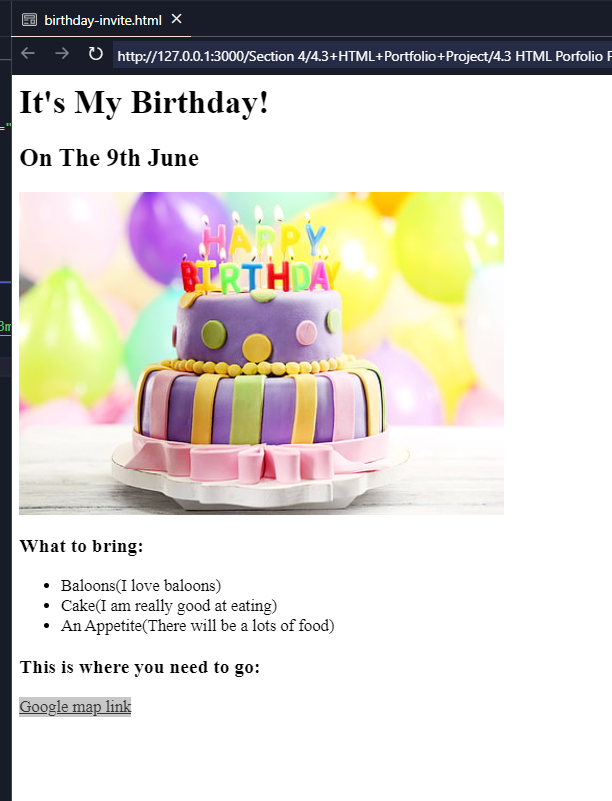 birthday-invite.html
http://127.0.0.1:3000/Section 4/4.3+HTML+Portfolio+Project/4.3 HTML Porfolio P
It's My Birthday!
On The 9th June
HAPPY
BIRTHDAY
What to bring:
Baloons(I love baloons)
Cake(I am really good at eating)
An Appetite(There will be a lots of food)
This is where you need to go:
Google map link